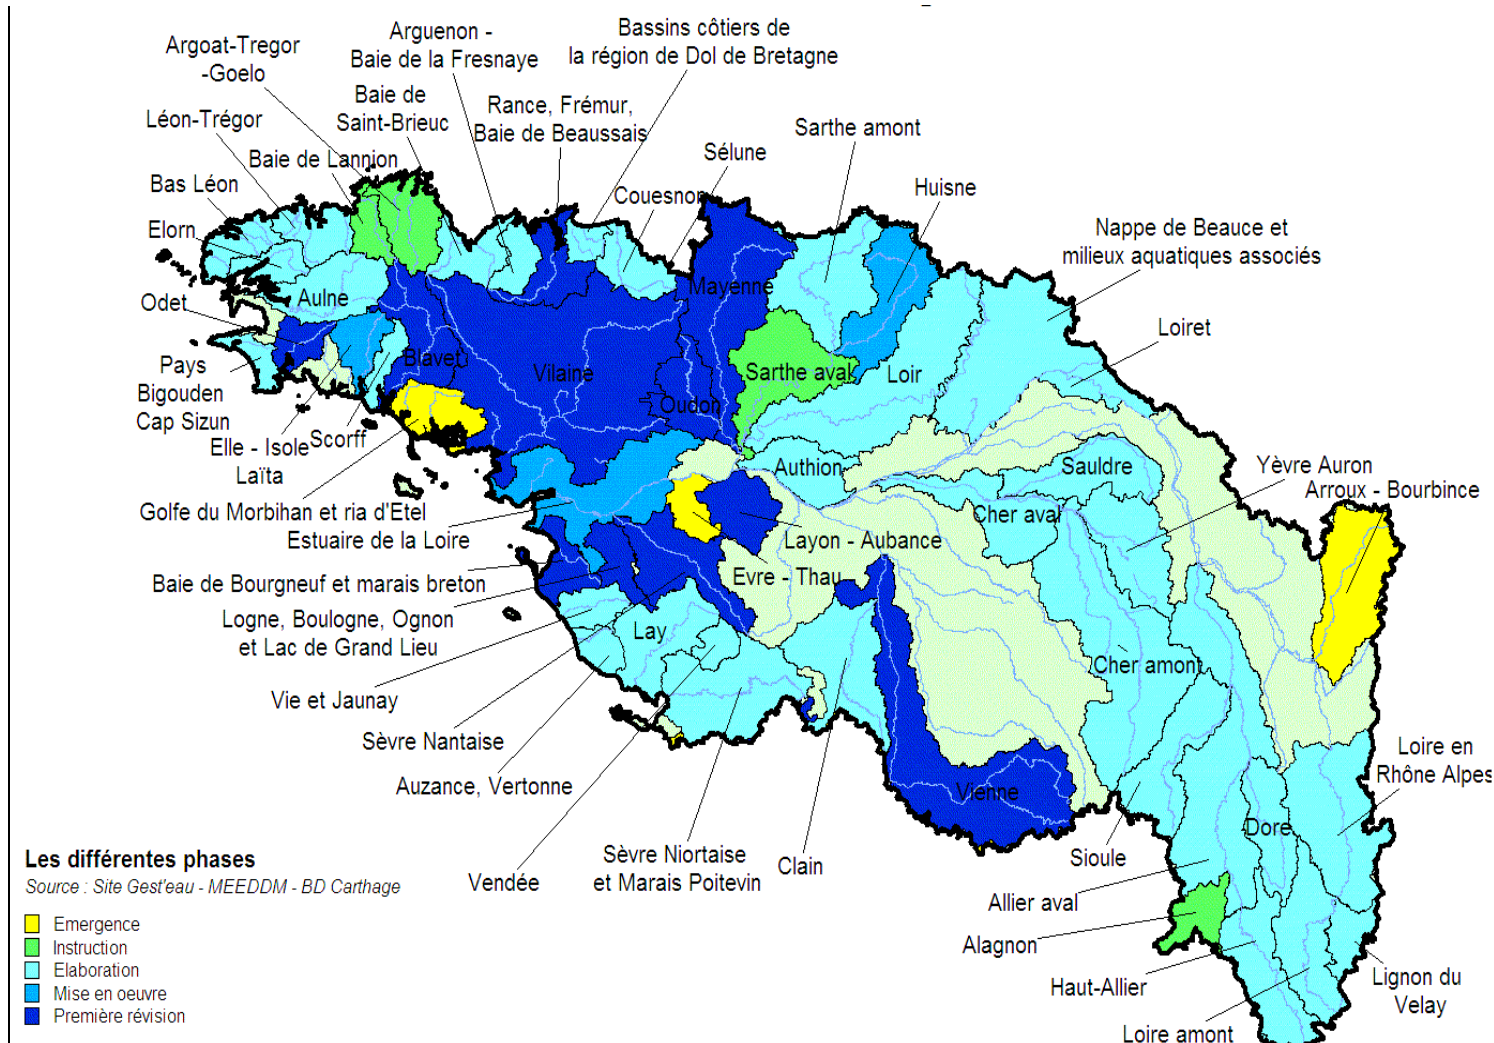 Argoat-Tregor
-Goelo
Arguenon -
Baie de la Fresnaye
Bassins côtiers de
la région de Dol de Bretagne
Baie de
Saint-Brieuc
Rance, Frémur,
Baie de Beaussais
Léon-Trégor
Sarthe amont
Baie de Lannion
Sélune
Bas Léon
Couesnon
Huisne
Elorn
Nappe de Beauce et
milieux aquatiques associés
Odet
Aulne
Mayenne
Loiret
Pays
Bigouden
Cap Sizun
Blavet
Vilaine
Sarthe aval
Loir
Oudon
Elle - Isole
Laïta
Scorff
Authion
Sauldre
Yèvre Auron
Arroux - Bourbince
Golfe du Morbihan et ria d'Etel
Estuaire de la Loire
Cher aval
Layon - Aubance
Evre - Thau
Baie de Bourgneuf et marais breton
Logne, Boulogne, Ognon
et Lac de Grand Lieu
Lay
Cher amont
Vie et Jaunay
Sèvre Nantaise
Auzance, Vertonne
Vienne
Loire en
Rhône Alpes
Dore
Vendée
Sèvre Niortaise
et Marais Poitevin
Clain
Sioule
Allier aval
Alagnon
Haut-Allier
Lignon du
Velay
Loire amont
Les différentes phases
Source : Site Gest'eau - MEEDDM - BD Carthage
Emergence
Instruction
Elaboration
Mise en oeuvre
Première révision